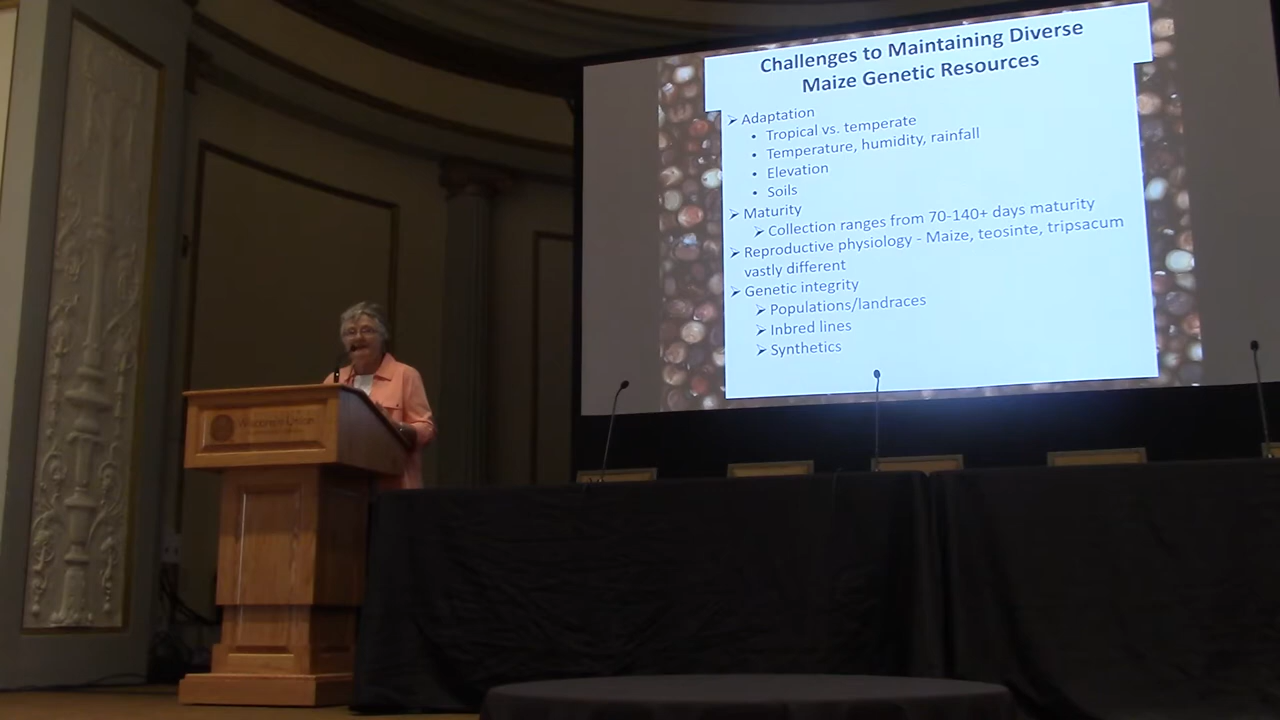 Challenges to Maintaining Diverse
Maize Genetic Resources
➢ Adaptation
• Tropical vs. temperate
• Temperature, humidity, rainfall
• Elevation
• Soils
➢ Maturity
➢ Collection ranges from 70-140+ days maturity
➢ Reproductive physiology - Maize, teosinte, tripsacum
vastly different
➢ Genetic integrity
➢ Populations/landraces
➢ Inbred lines
➢ Synthetics
Wisconsin Union